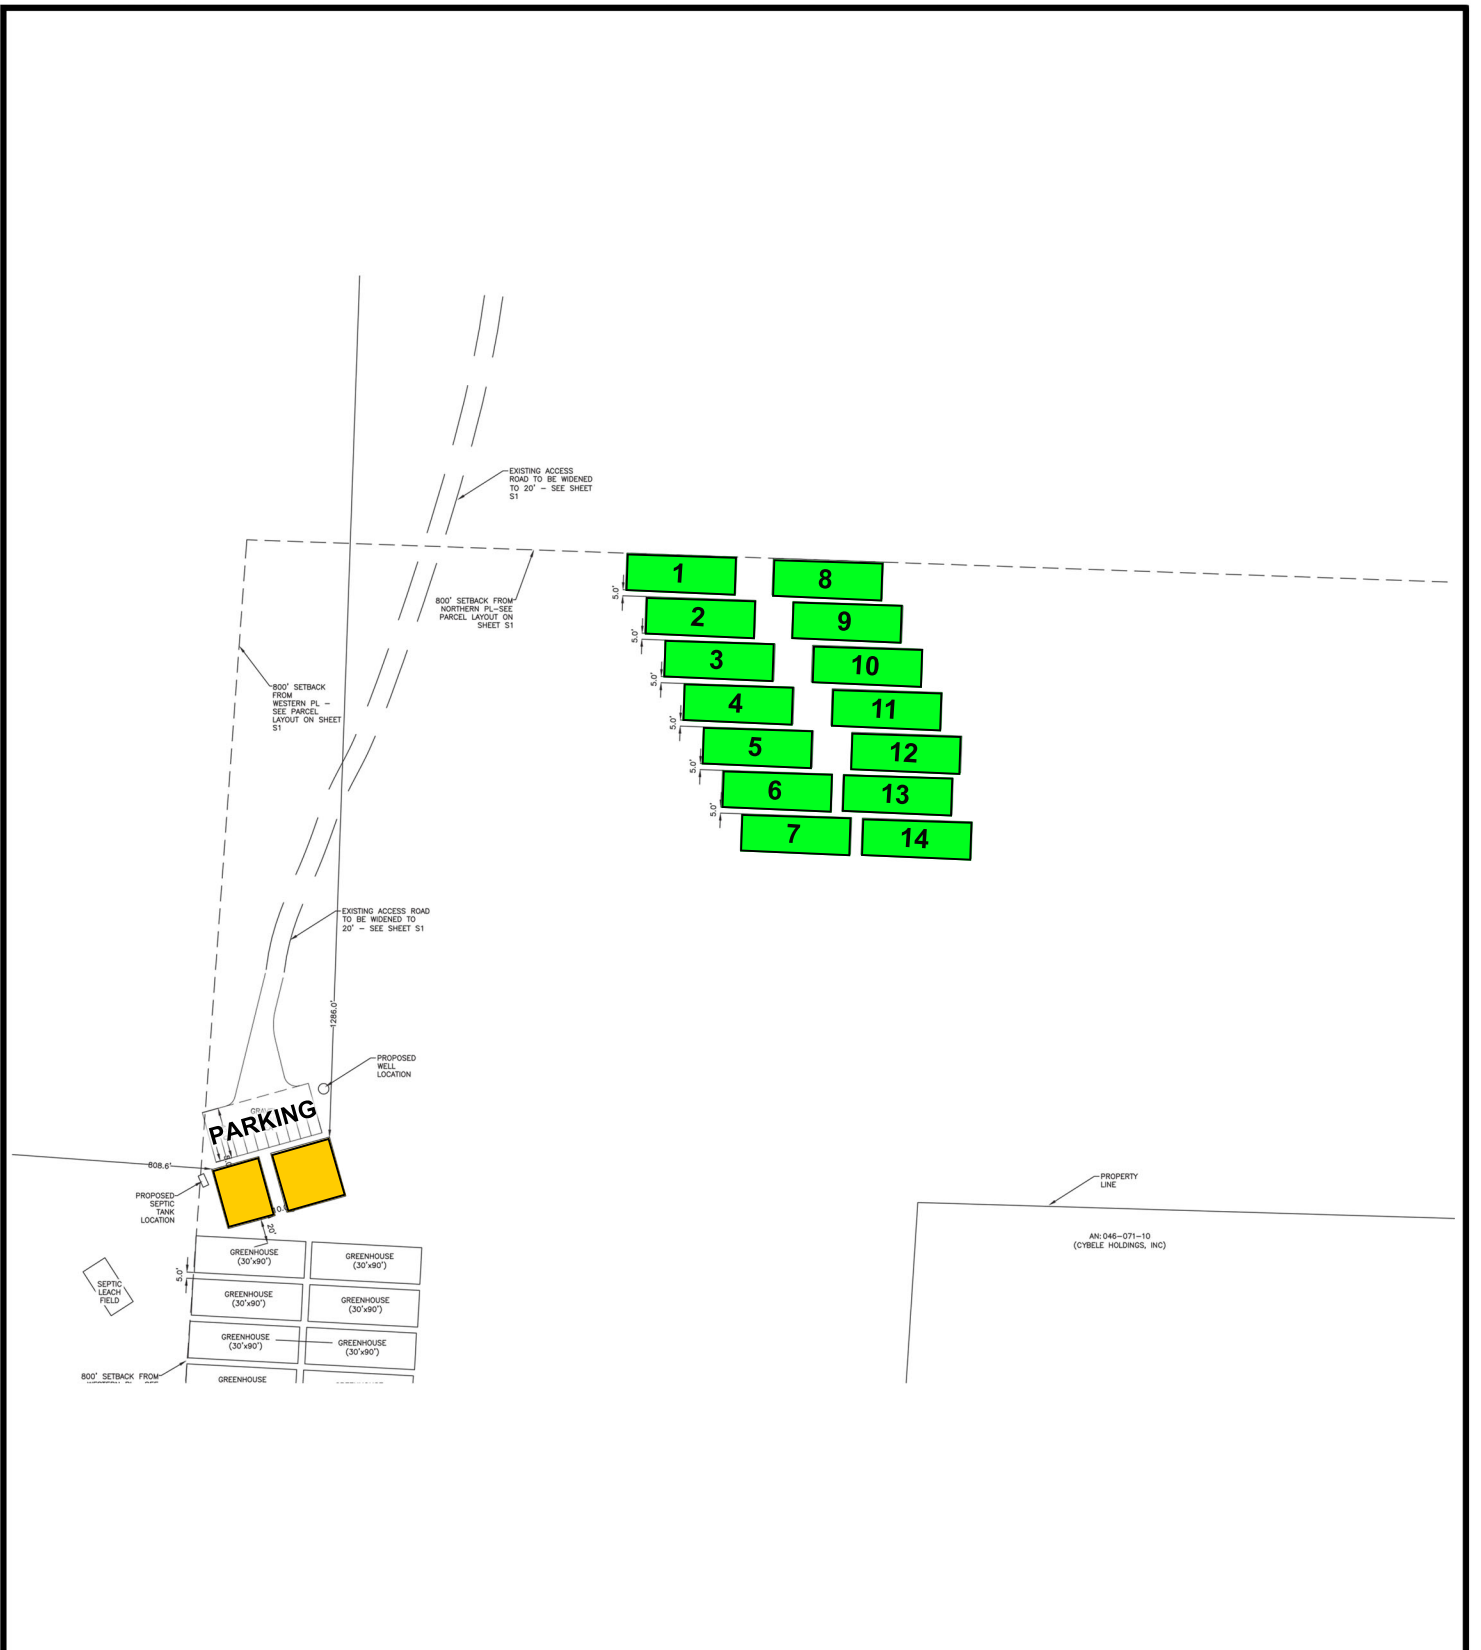 EXISTING ACCESS
ROAD TO BE WIDENED
TO 20' – SEE SHEET
S1
1
8
5.0'
800' SETBACK FROM
NORTHERN PL–SEE
PARCEL LAYOUT ON
SHEET S1
2
9
5.0'
3
10
5.0'
800' SETBACK
FROM
WESTERN PL –
SEE PARCEL
LAYOUT ON SHEET
S1
4
11
5.0'
5
12
5.0'
6
13
5.0'
7
14
EXISTING ACCESS ROAD
TO BE WIDENED TO
20' – SEE SHEET S1
1286.0'
PROPOSED
WELL
LOCATION
PARKING
608.6'
PROPOSED
SEPTIC
TANK
LOCATION
20'
PROPERTY
LINE
AN: 046–071–10
(CYBELE HOLDINGS, INC)
GREENHOUSE
(30'x90')
GREENHOUSE
(30'x90')
5.0'
SEPTIC
LEACH
FIELD
GREENHOUSE
(30'x90')
GREENHOUSE
(30'x90')
GREENHOUSE
(30'x90')
GREENHOUSE
(30'x90')
800' SETBACK FROM
GREENHOUSE